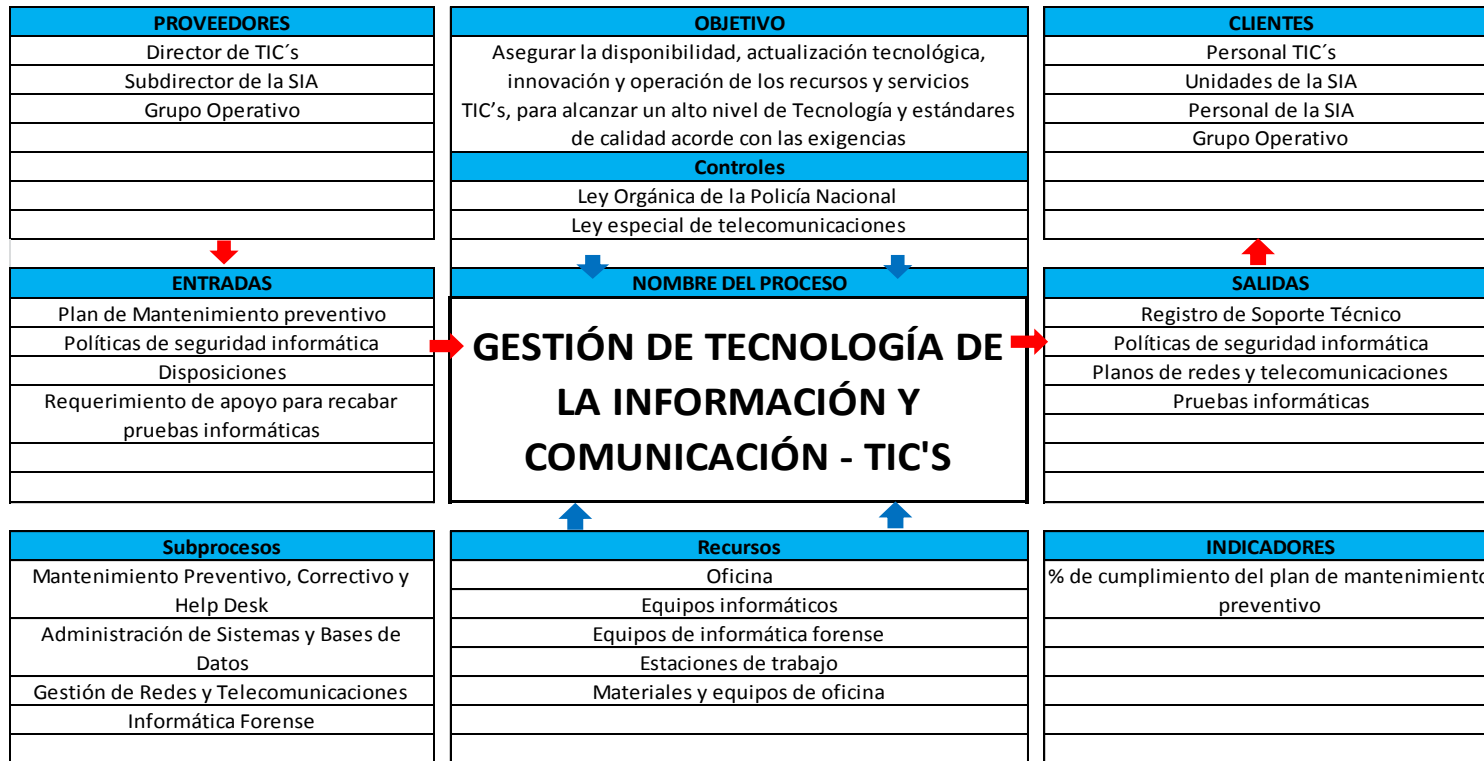 PROVEEDORES
Director de TIC´s
Subdirector de la SIA
Grupo Operativo
OBJETIVO
Asegurar la disponibilidad, actualización tecnológica,
innovación y operación de los recursos y servicios
TIC’s, para alcanzar un alto nivel de Tecnología y estándares
de calidad acorde con las exigencias
Controles
Ley Orgánica de la Policía Nacional
Ley especial de telecomunicaciones
CLIENTES
Personal TIC´s
Unidades de la SIA
Personal de la SIA
Grupo Operativo
ENTRADAS
Plan de Mantenimiento preventivo
Políticas de seguridad informática
Disposiciones
Requerimiento de apoyo para recabar
pruebas informáticas
NOMBRE DEL PROCESO
GESTIÓN DE TECNOLOGÍA DE
LA INFORMACIÓN Y
COMUNICACIÓN - TIC'S
SALIDAS
Registro de Soporte Técnico
Políticas de seguridad informática
Planos de redes y telecomunicaciones
Pruebas informáticas
Subprocesos
Mantenimiento Preventivo, Correctivo y
Help Desk
Administración de Sistemas y Bases de
Datos
Gestión de Redes y Telecomunicaciones
Informática Forense
Recursos
Oficina
Equipos informáticos
Equipos de informática forense
Estaciones de trabajo
Materiales y equipos de oficina
INDICADORES
% de cumplimiento del plan de mantenimiento
preventivo